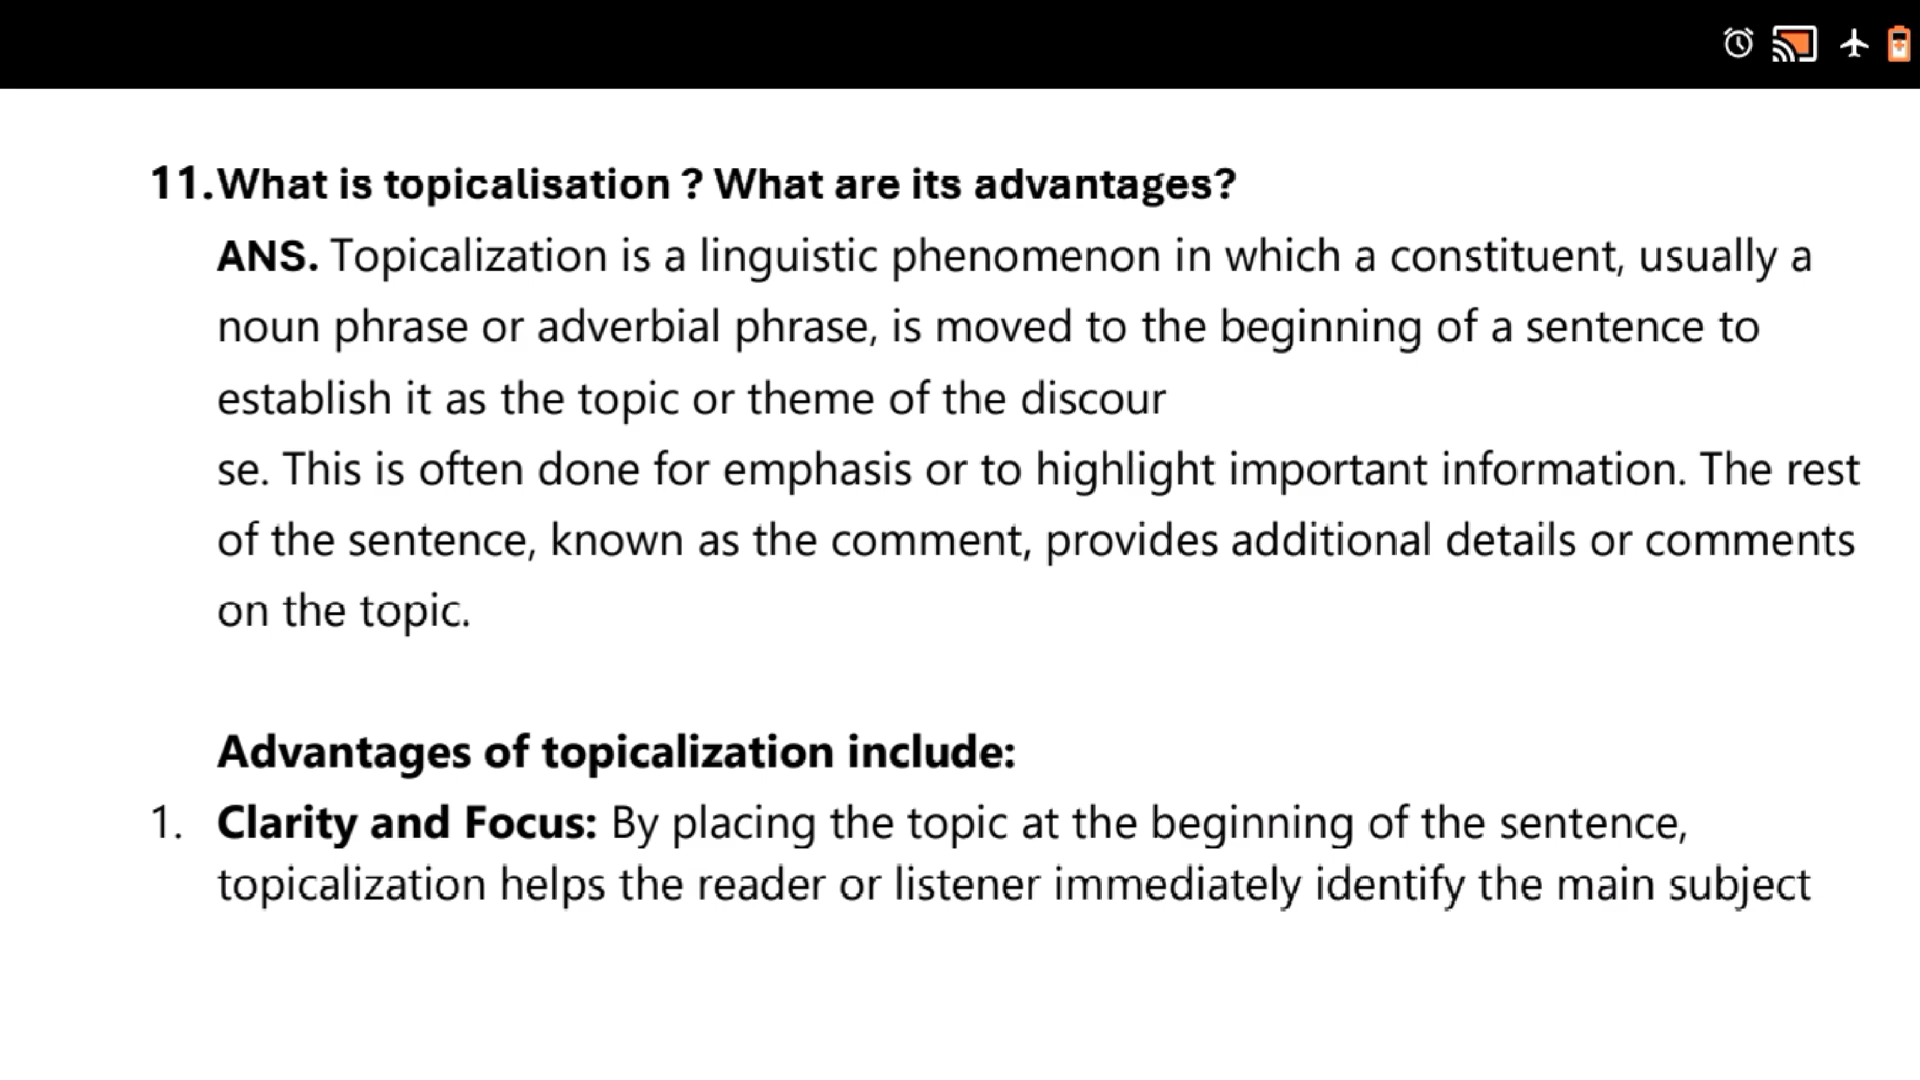 11.What is topicalisation ? What are its advantages?
ANS. Topicalization is a linguistic phenomenon in which a constituent, usually a
noun phrase or adverbial phrase, is moved to the beginning of a sentence to
establish it as the topic or theme of the discour
se. This is often done for emphasis or to highlight important information. The rest
of the sentence, known as the comment, provides additional details or comments
on the topic.
Advantages of topicalization include:
1. Clarity and Focus: By placing the topic at the beginning of the sentence,
topicalization helps the reader or listener immediately identify the main subject